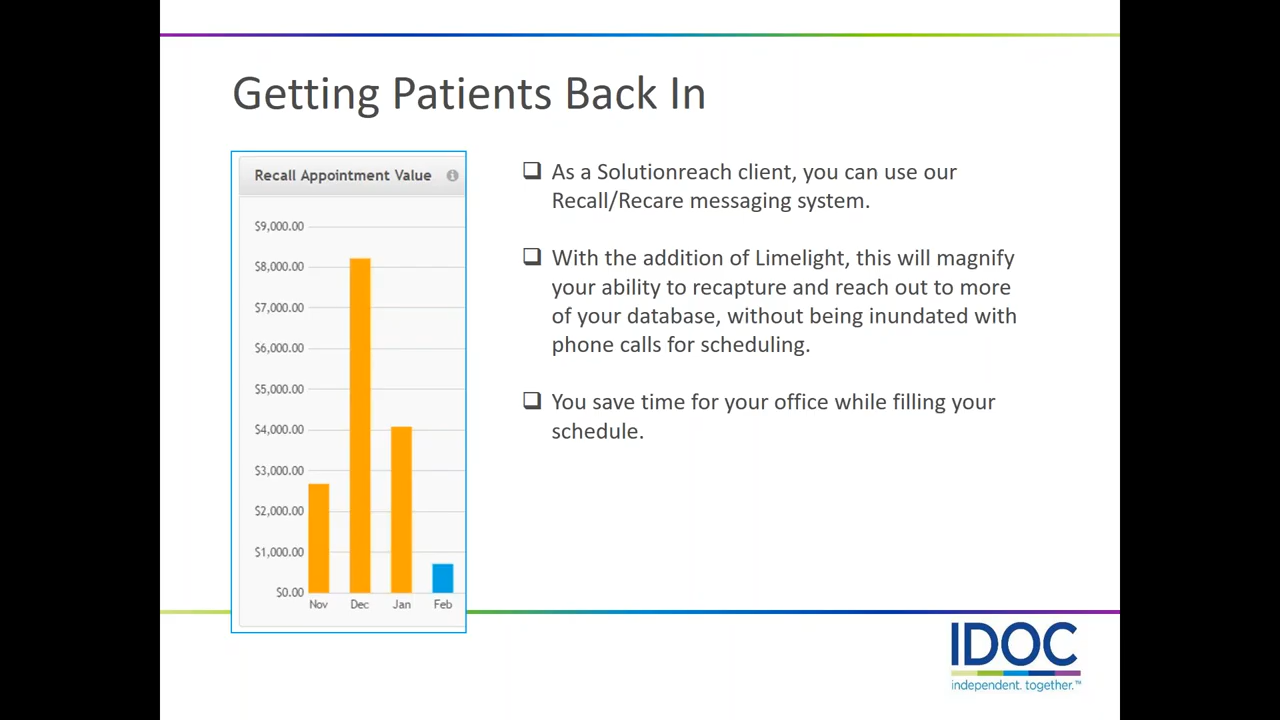 Getting Patients Back In
Recall Appointment Value
$9,000.00
$8,000.00
$7,000.00
$6,000.00
$5,000.00
$4,000.00
$3,000.00
$2,000.00
$1,000.00
$0.00
Nov Dec Jan Feb
As a Solutionreach client, you can use our
Recall/Recare messaging system.
With the addition of Limelight, this will magnify
your ability to recapture and reach out to more
of your database, without being inundated with
phone calls for scheduling.
You save time for your office while filling your
schedule.
IDOC
independent. together.™